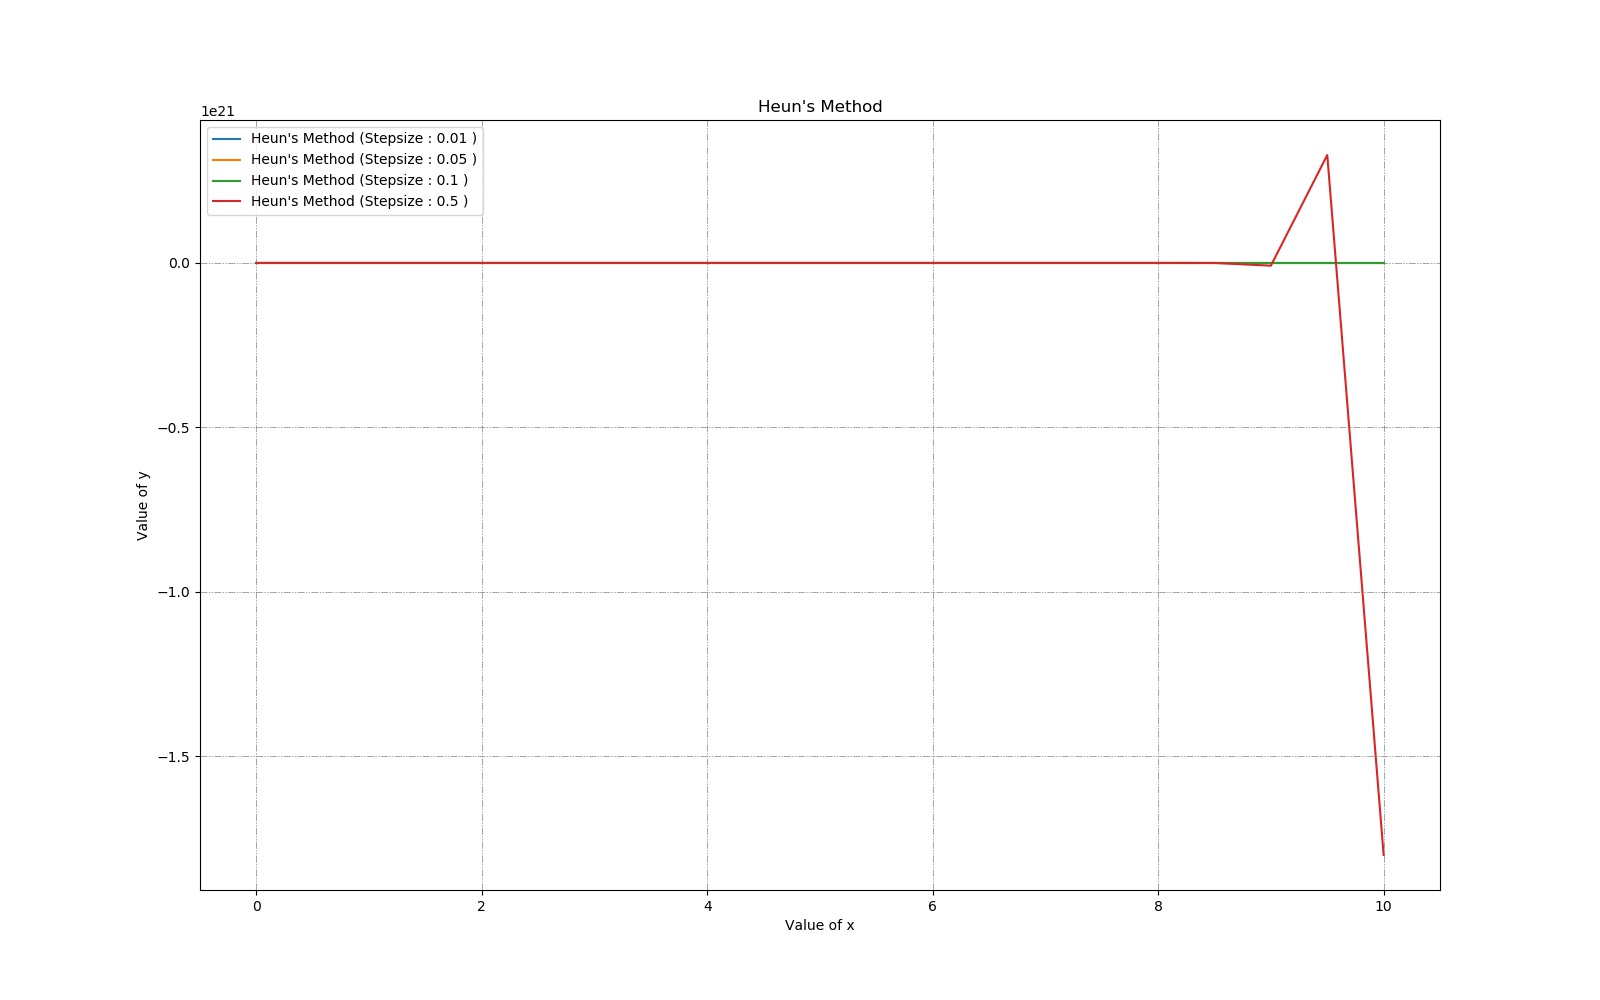 Heun's Method
1e21
Heun's Method (Stepsize : 0.01 )
Heun's Method (Stepsize : 0.05 )
Heun's Method (Stepsize : 0.1 )
Heun's Method (Stepsize : 0.5 )
0.0
−0.5
−1.0
−1.5
Value of y
0 2 4 6 8 10
Value of x